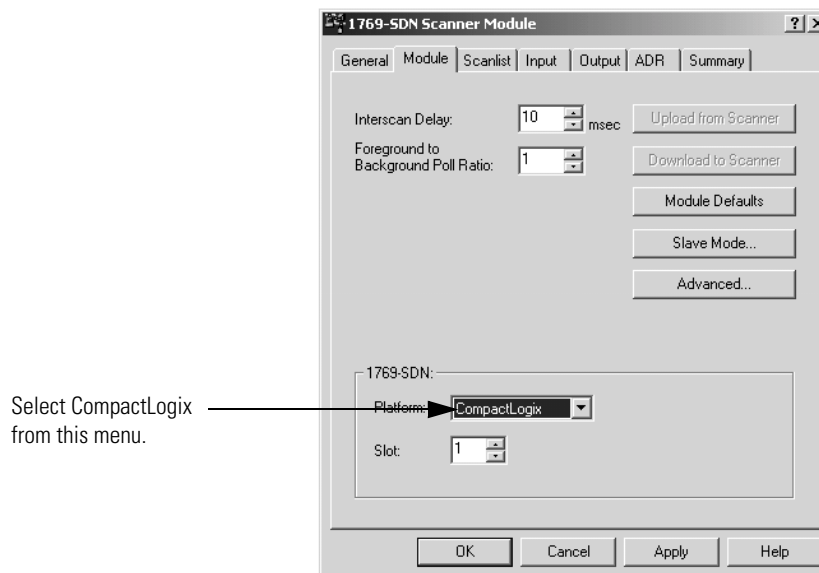 1769-SDN Scanner Module
General Module Scanlist Input Output ADR Summary
Interscan Delay: 10 msec Upload from Scanner
Foreground to
Background Poll Ratio: 1 Download to Scanner
Module Defaults
Slave Mode...
Advanced...
1769-SDN:
Select CompactLogix
from this menu.
Platform: CompactLogix
Slot: 1
OK Cancel Apply Help